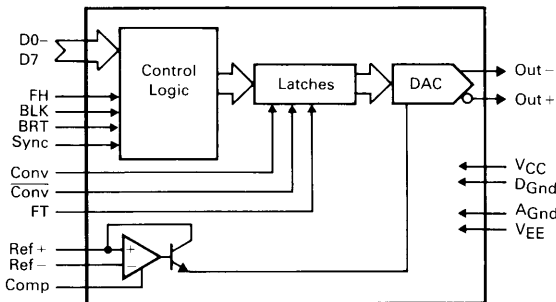 D0–
D7
FH
BLK
BRT
Sync
Conv
Conv
FT
Ref+
Ref–
Comp
Control
Logic
Latches
DAC
Out–
Out+
VCC
DGnd
AGnd
VEE
+
–